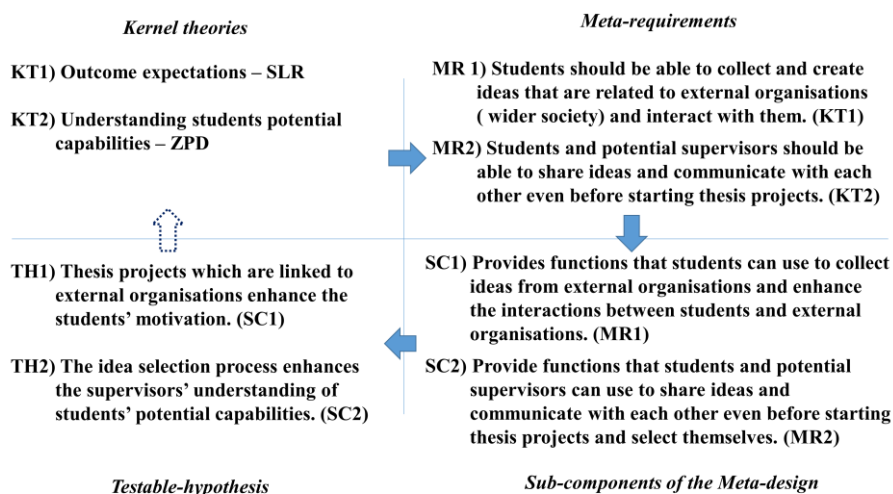 Kernel theories
KT1) Outcome expectations – SLR
KT2) Understanding students potential
capabilities – ZPD
Meta-requirements
MR 1) Students should be able to collect and create
ideas that are related to external organisations
( wider society) and interact with them. (KT1)
MR2) Students and potential supervisors should be
able to share ideas and communicate with each
other even before starting thesis projects. (KT2)
TH1) Thesis projects which are linked to
external organisations enhance the
students’ motivation. (SC1)
TH2) The idea selection process enhances
the supervisors’ understanding of
students’ potential capabilities. (SC2)
Testable-hypothesis
SC1) Provides functions that students can use to collect
ideas from external organisations and enhance
the interactions between students and external
organisations. (MR1)
SC2) Provide functions that students and potential
supervisors can use to share ideas and
communicate with each other even before starting
thesis projects and select themselves. (MR2)
Sub-components of the Meta-design